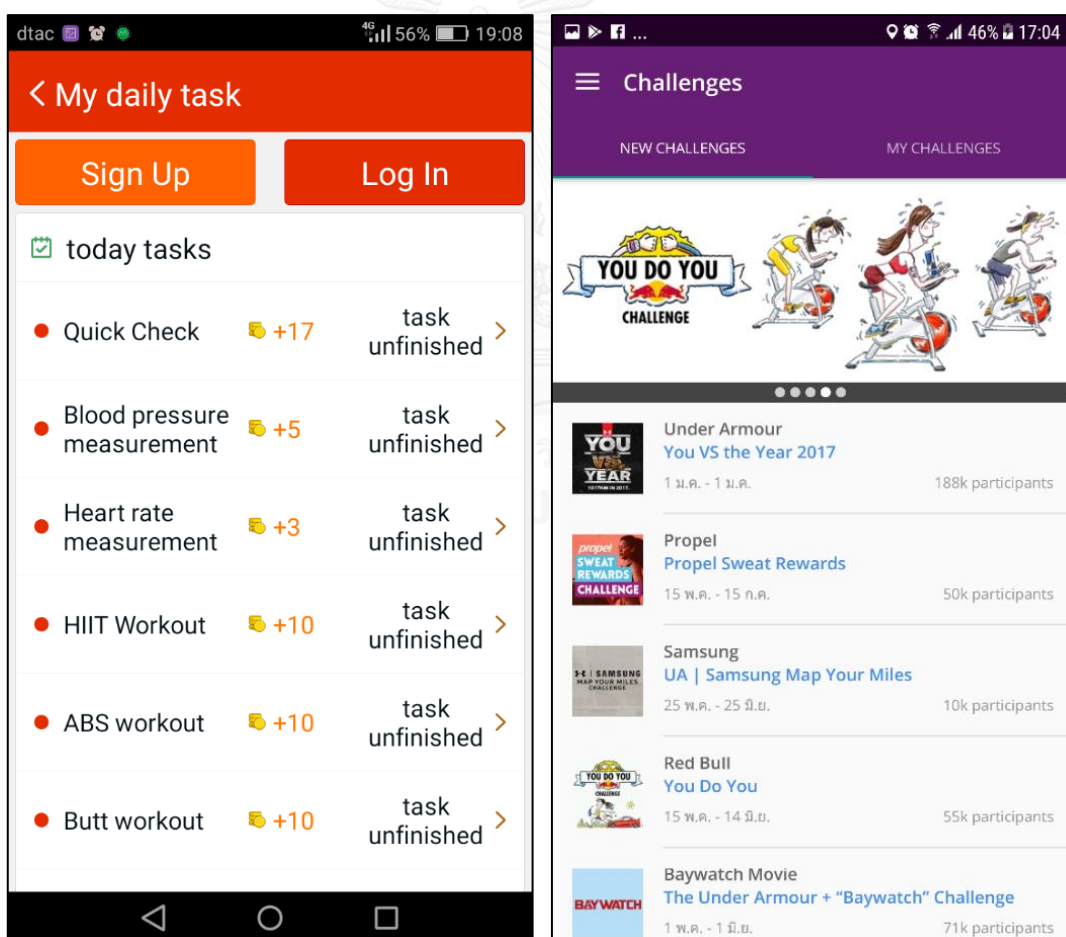 dtac
4G 56% 19:08
< My daily task
Sign Up
Log In
today tasks
Quick Check +17 task unfinished >
Blood pressure measurement +5 task unfinished >
Heart rate measurement +3 task unfinished >
HIIT Workout +10 task unfinished >
ABS workout +10 task unfinished >
Butt workout +10 task unfinished >
... 46% 17:04
Challenges
NEW CHALLENGES
MY CHALLENGES
YOU DO YOU
CHALLENGE
YOU
VS.
YEAR
Under Armour
You VS the Year 2017
1 ม.ค. - 1 ม.ค. 188k participants
propel
SWEAT
REWARDS
CHALLENGE
Propel
Propel Sweat Rewards
15 พ.ค. - 15 ก.ค. 50k participants
SAMSUNG
MAP YOUR MILES
CHALLENGE
Samsung
UA | Samsung Map Your Miles
25 พ.ค. - 25 มิ.ย. 10k participants
YOU DO YOU
CHALLENGE
Red Bull
You Do You
15 พ.ค. - 14 มิ.ย. 55k participants
BAYWATCH
Baywatch Movie
The Under Armour + “Baywatch” Challenge
1 พ.ค. - 1 มิ.ย. 71k participants